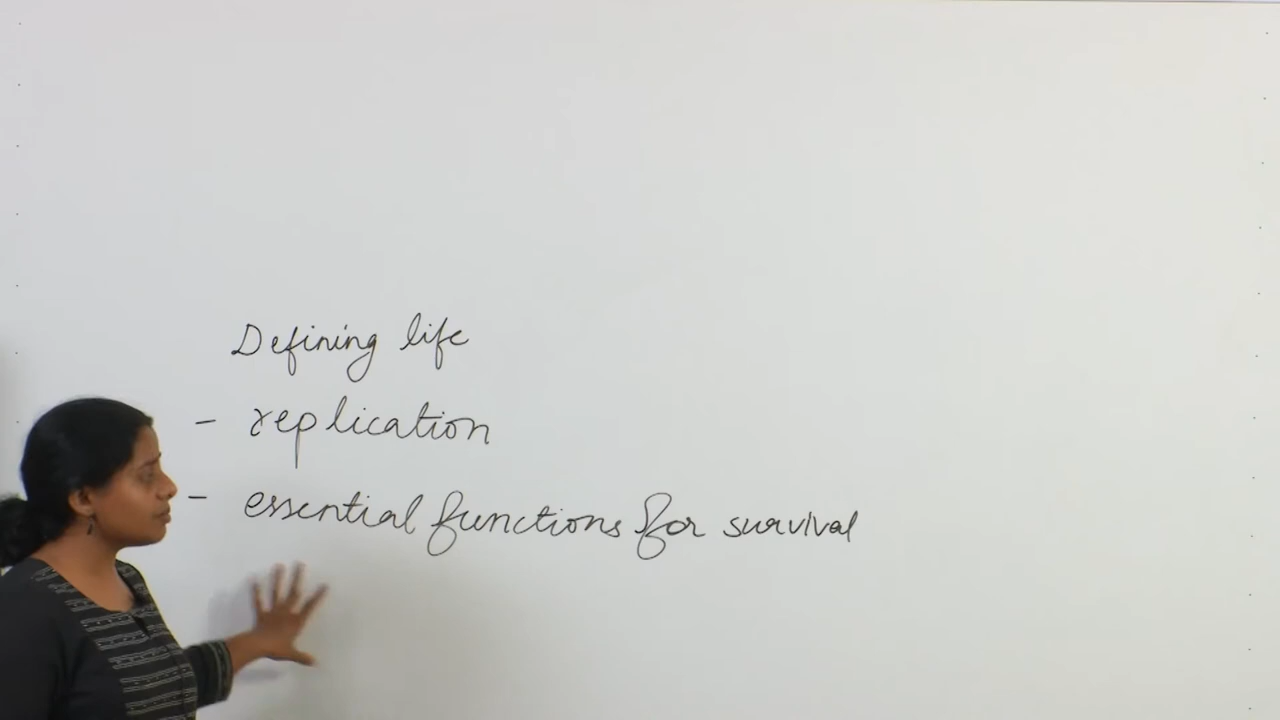 Defining life
- replication
- essential functions for survival